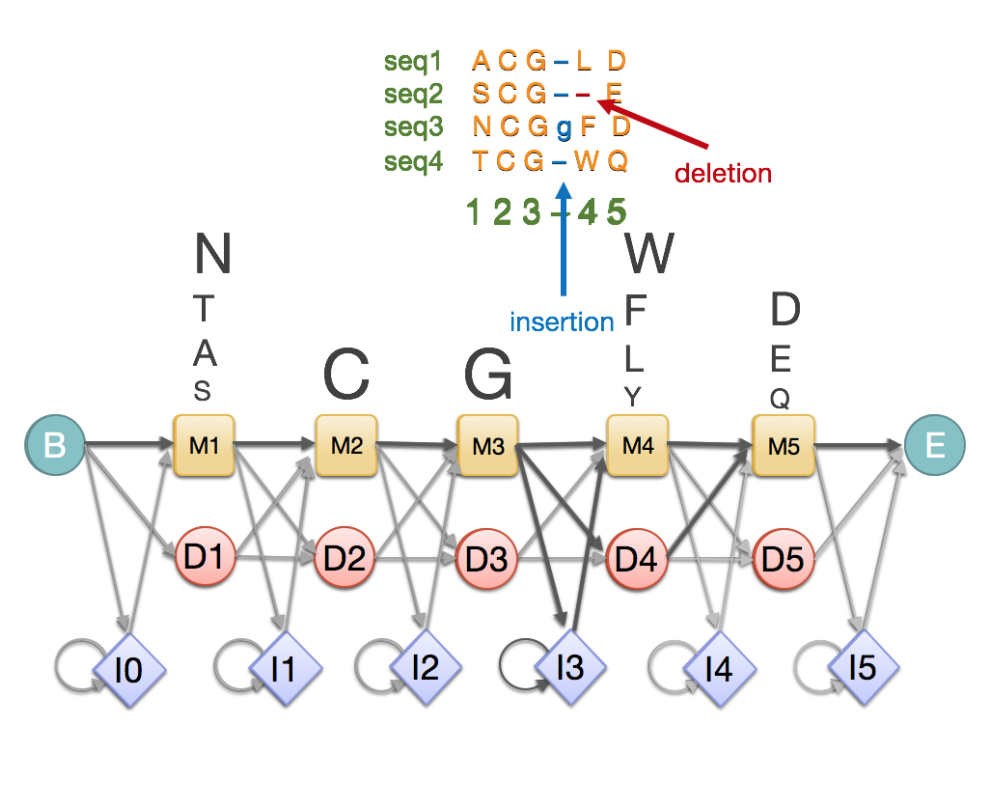 seq1 A C G – L D
seq2 S C G – – E
seq3 N C G g F D
seq4 T C G – W Q
deletion
1 2 3 – 4 5
insertion
N
T
A
S
C
G
W
F
L
Y
D
E
Q
B M1 M2 M3 M4 M5 E
D1 D2 D3 D4 D5
I0 I1 I2 I3 I4 I5